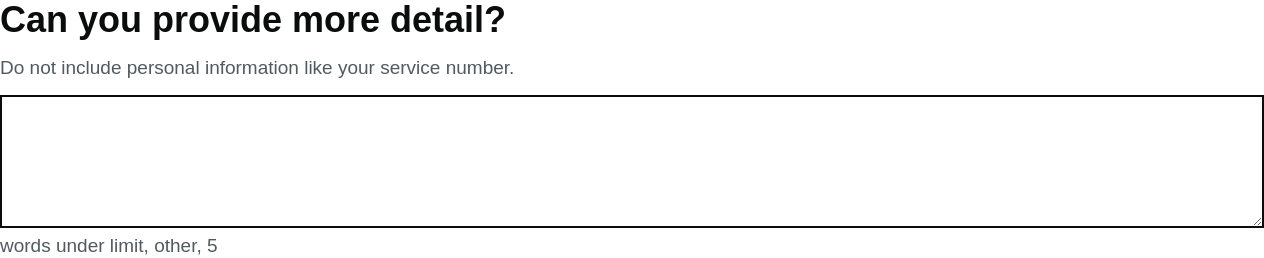 Can you provide more detail?
Do not include personal information like your service number.
words under limit, other, 5